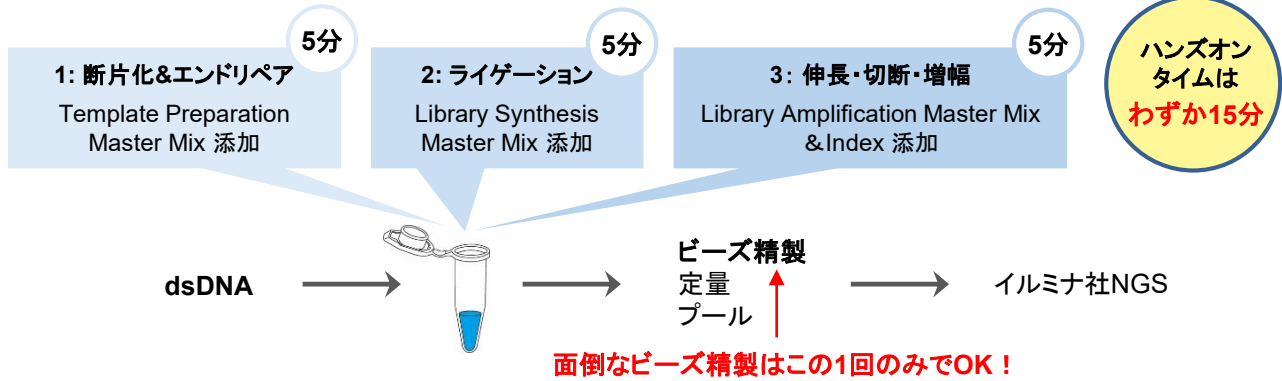 5分
1: 断片化&エンドリペア
Template Preparation
Master Mix 添加
5分
2: ライゲーション
Library Synthesis
Master Mix 添加
5分
3: 伸長・切断・増幅
Library Amplification Master Mix
&Index 添加
ハンズオン
タイムは
わずか15分
dsDNA
ビーズ精製
定量
プール
イルミナ社NGS
面倒なビーズ精製はこの1回のみでOK！